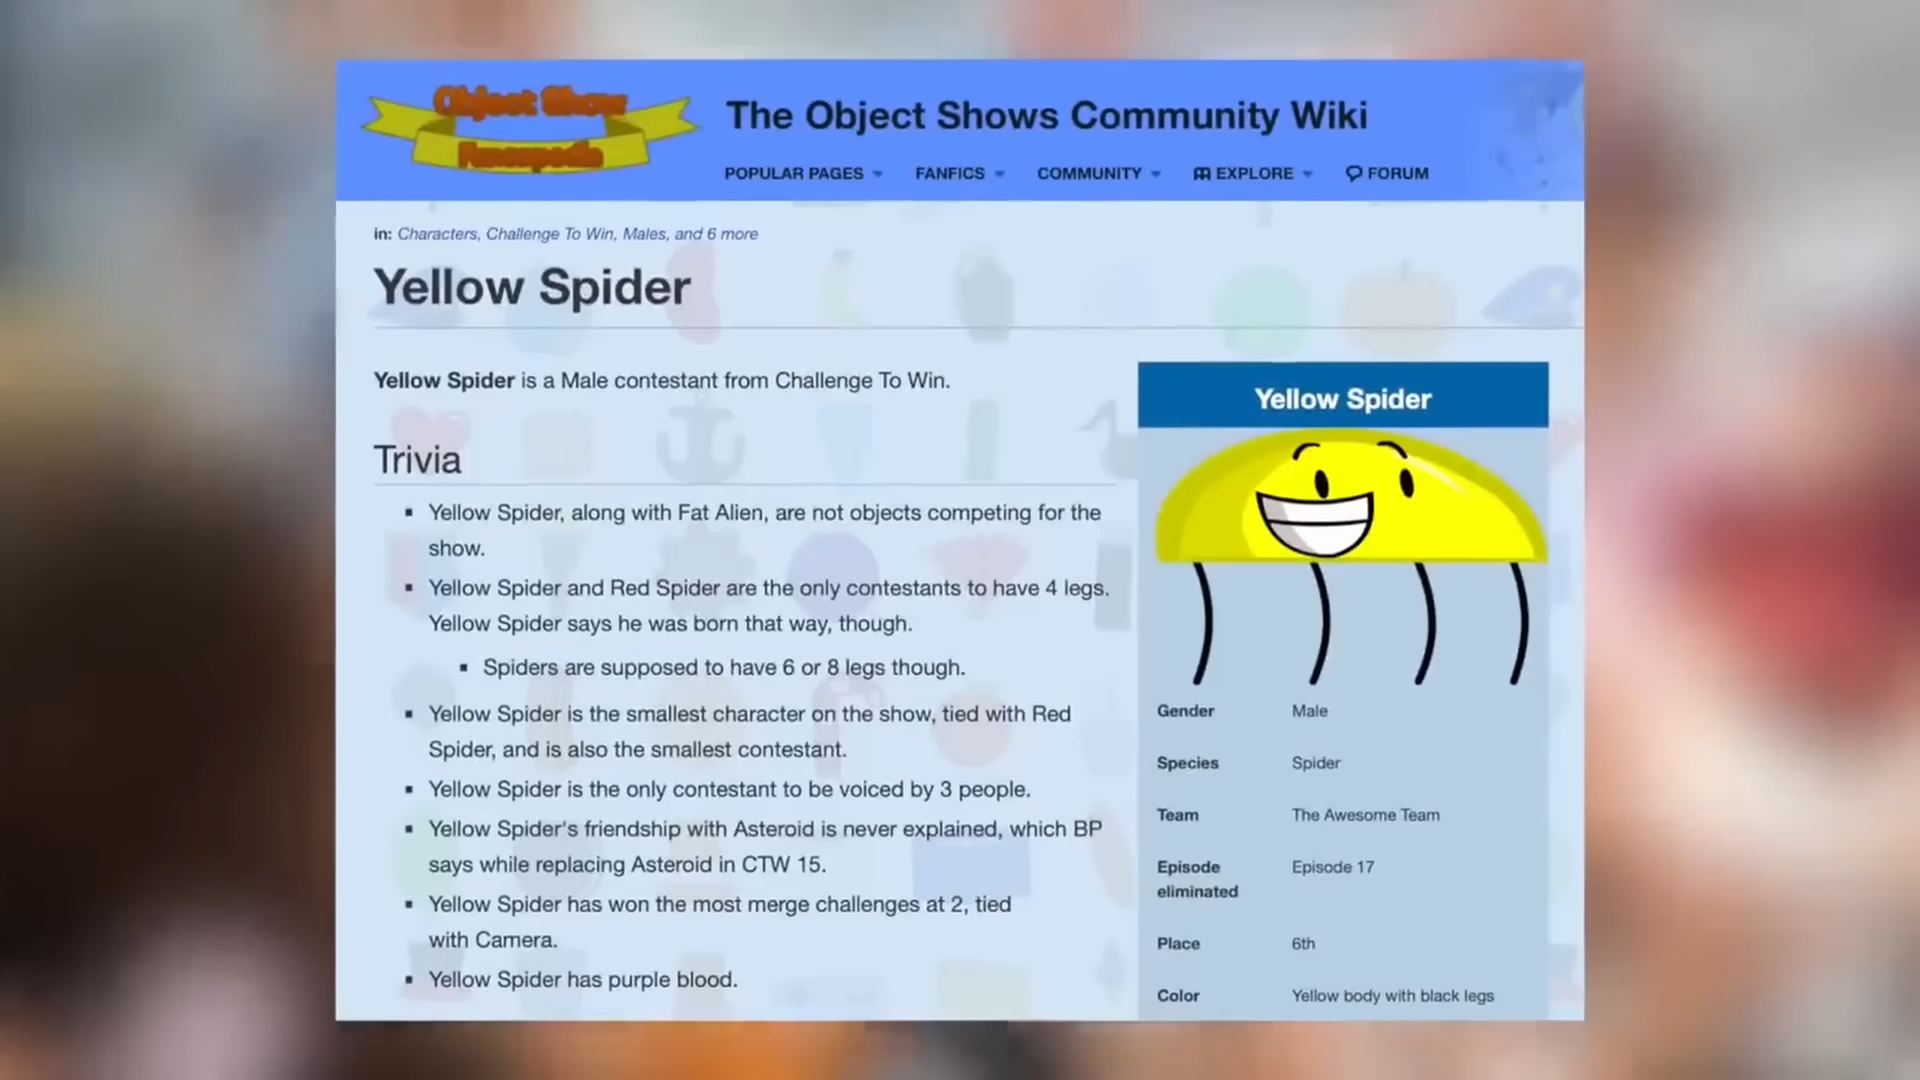 Object Show
Funnepedia
The Object Shows Community Wiki
POPULAR PAGES
FANFICS
COMMUNITY
EXPLORE
FORUM
in: Characters, Challenge To Win, Males, and 6 more
Yellow Spider
Yellow Spider is a Male contestant from Challenge To Win.
Trivia
Yellow Spider, along with Fat Alien, are not objects competing for the
show.
Yellow Spider and Red Spider are the only contestants to have 4 legs.
Yellow Spider says he was born that way, though.
Spiders are supposed to have 6 or 8 legs though.
Yellow Spider is the smallest character on the show, tied with Red
Spider, and is also the smallest contestant.
Yellow Spider is the only contestant to be voiced by 3 people.
Yellow Spider's friendship with Asteroid is never explained, which BP
says while replacing Asteroid in CTW 15.
Yellow Spider has won the most merge challenges at 2, tied
with Camera.
Yellow Spider has purple blood.
Yellow Spider
Gender Male
Species Spider
Team The Awesome Team
Episode Episode 17
eliminated
Place 6th
Color Yellow body with black legs